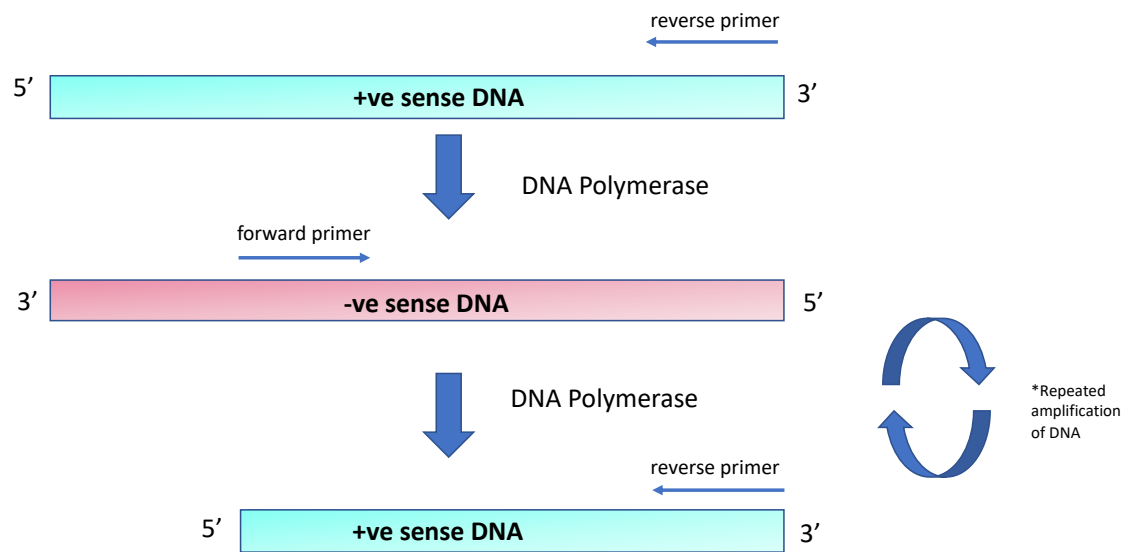 reverse primer
5’
+ve sense DNA
3’
DNA Polymerase
forward primer
3’
-ve sense DNA
5’
DNA Polymerase
*Repeated
amplification
of DNA
reverse primer
5’
+ve sense DNA
3’